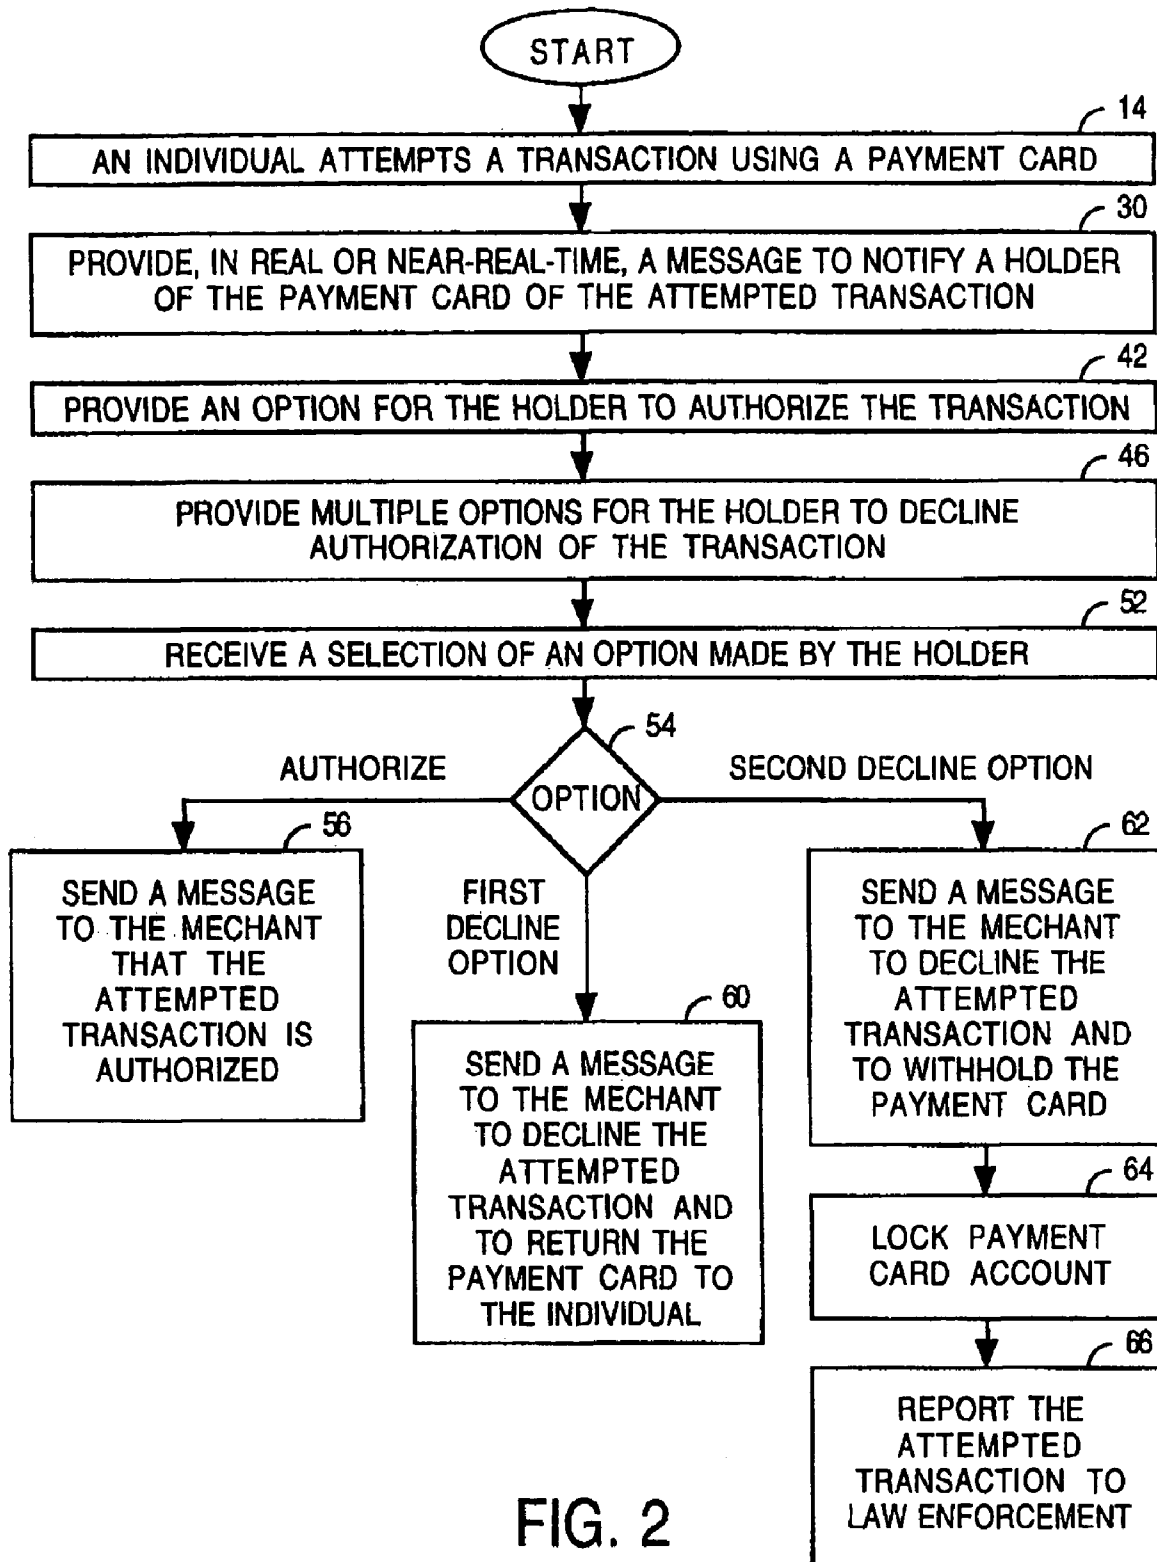 START
14
AN INDIVIDUAL ATTEMPTS A TRANSACTION USING A PAYMENT CARD
30
PROVIDE, IN REAL OR NEAR-REAL-TIME, A MESSAGE TO NOTIFY A HOLDER
OF THE PAYMENT CARD OF THE ATTEMPTED TRANSACTION
42
PROVIDE AN OPTION FOR THE HOLDER TO AUTHORIZE THE TRANSACTION
46
PROVIDE MULTIPLE OPTIONS FOR THE HOLDER TO DECLINE
AUTHORIZATION OF THE TRANSACTION
52
RECEIVE A SELECTION OF AN OPTION MADE BY THE HOLDER
54
OPTION
AUTHORIZE
56
SEND A MESSAGE
TO THE MECHANT
THAT THE
ATTEMPTED
TRANSACTION IS
AUTHORIZED
FIRST
DECLINE
OPTION
60
SEND A MESSAGE
TO THE MECHANT
TO DECLINE THE
ATTEMPTED
TRANSACTION AND
TO RETURN THE
PAYMENT CARD TO
THE INDIVIDUAL
SECOND DECLINE OPTION
62
SEND A MESSAGE
TO THE MECHANT
TO DECLINE THE
ATTEMPTED
TRANSACTION AND
TO WITHHOLD THE
PAYMENT CARD
64
LOCK PAYMENT
CARD ACCOUNT
66
REPORT THE
ATTEMPTED
TRANSACTION TO
LAW ENFORCEMENT
FIG. 2